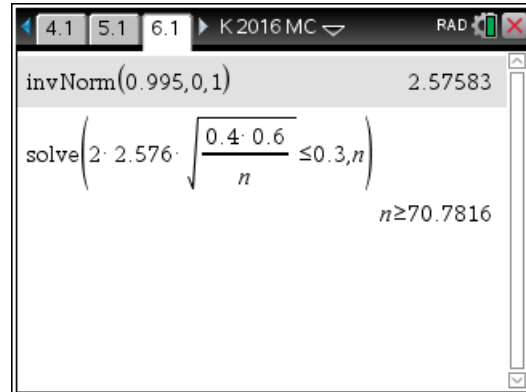 4.1 5.1 6.1 K 2016 MC RAD
invNorm(0.995,0,1) 2.57583
solve(2· 2.576· √(0.4· 0.6/n) ≤0.3,n)
n≥70.7816